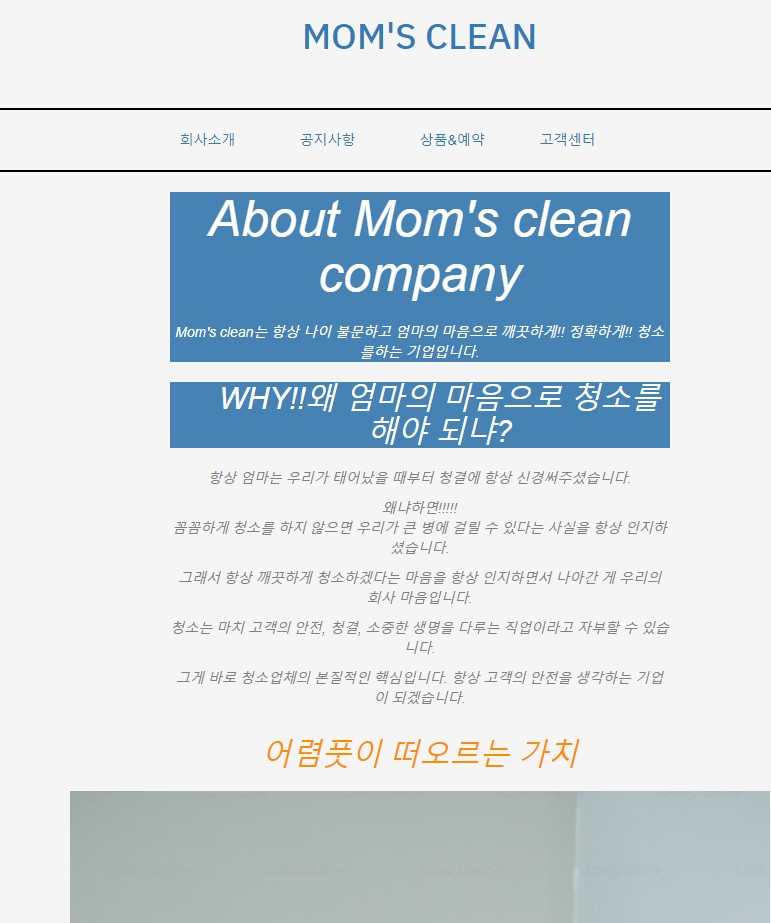 MOM'S CLEAN
회사소개 공지사항 상품&예약 고객센터
About Mom's clean
company
Mom's clean는 항상 나이 불문하고 엄마의 마음으로 깨끗하게!! 정확하게!! 청소
를하는 기업입니다.
WHY!!왜 엄마의 마음으로 청소를
해야 되냐?
항상 엄마는 우리가 태어났을 때부터 청결에 항상 신경써주셨습니다.
왜냐하면!!!!!
꼼꼼하게 청소를 하지 않으면 우리가 큰 병에 걸릴 수 있다는 사실을 항상 인지하
셨습니다.
그래서 항상 깨끗하게 청소하겠다는 마음을 항상 인지하면서 나아간 게 우리의
회사 마음입니다.
청소는 마치 고객의 안전, 청결, 소중한 생명을 다루는 직업이라고 자부할 수 있습
니다.
그게 바로 청소업체의 본질적인 핵심입니다. 항상 고객의 안전을 생각하는 기업
이 되겠습니다.
어렴풋이 떠오르는 가치